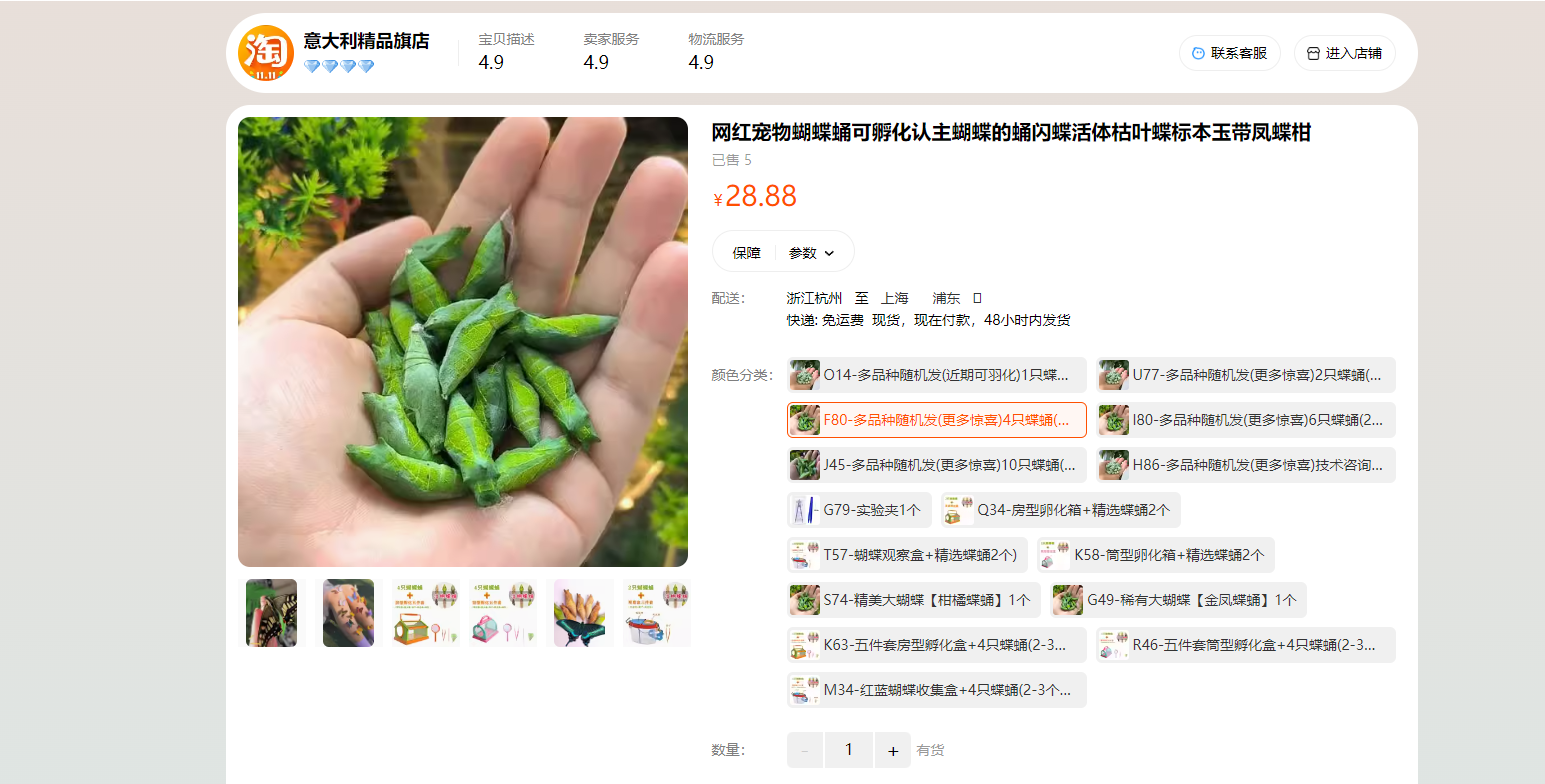 淘
11.11
意大利精品旗店
宝贝描述
4.9
卖家服务
4.9
物流服务
4.9
联系客服
进入店铺
网红宠物蝴蝶蛹可孵化认主蝴蝶的蛹闪蝶活体枯叶蝶标本玉带凤蝶柑
已售 5
¥28.88
保障
参数
配送：
浙江杭州 至 上海 浦东
快递: 免运费 现货，现在付款，48小时内发货
颜色分类：
O14-多品种随机发(近期可羽化)1只蝶...
U77-多品种随机发(更多惊喜)2只蝶蛹(...
F80-多品种随机发(更多惊喜)4只蝶蛹(...
I80-多品种随机发(更多惊喜)6只蝶蛹(2...
J45-多品种随机发(更多惊喜)10只蝶蛹(...
H86-多品种随机发(更多惊喜)技术咨询...
G79-实验夹1个
Q34-房型卵化箱+精选蝶蛹2个
T57-蝴蝶观察盒+精选蝶蛹2个)
K58-筒型卵化箱+精选蝶蛹2个
S74-精美大蝴蝶【柑橘蝶蛹】1个
G49-稀有大蝴蝶【金凤蝶蛹】1个
K63-五件套房型孵化盒+4只蝶蛹(2-3...
R46-五件套筒型孵化盒+4只蝶蛹(2-3...
M34-红蓝蝴蝶收集盒+4只蝶蛹(2-3个...
数量：
-
1
+
有货